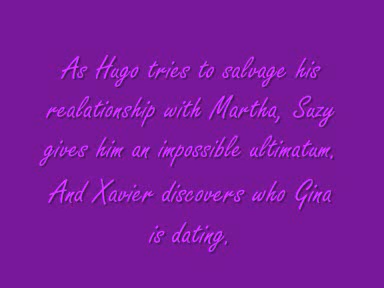 As Hugo tries to salvage his
realationship with Martha, Suzy
gives him an impossible ultimatum.
And Xavier discovers who Gina
is dating.